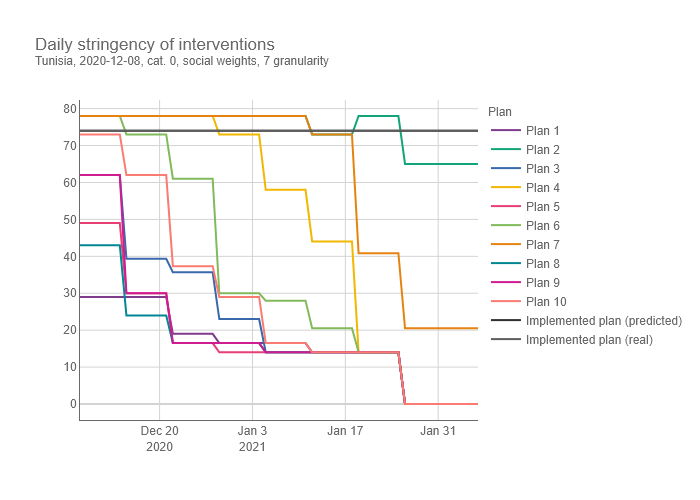 Daily stringency of interventions
Tunisia, 2020-12-08, cat. 0, social weights, 7 granularity
80
70
60
50
40
30
20
10
0
Dec 20
2020
Jan 3
2021
Jan 17
Jan 31
Plan
Plan 1
Plan 2
Plan 3
Plan 4
Plan 5
Plan 6
Plan 7
Plan 8
Plan 9
Plan 10
Implemented plan (predicted)
Implemented plan (real)